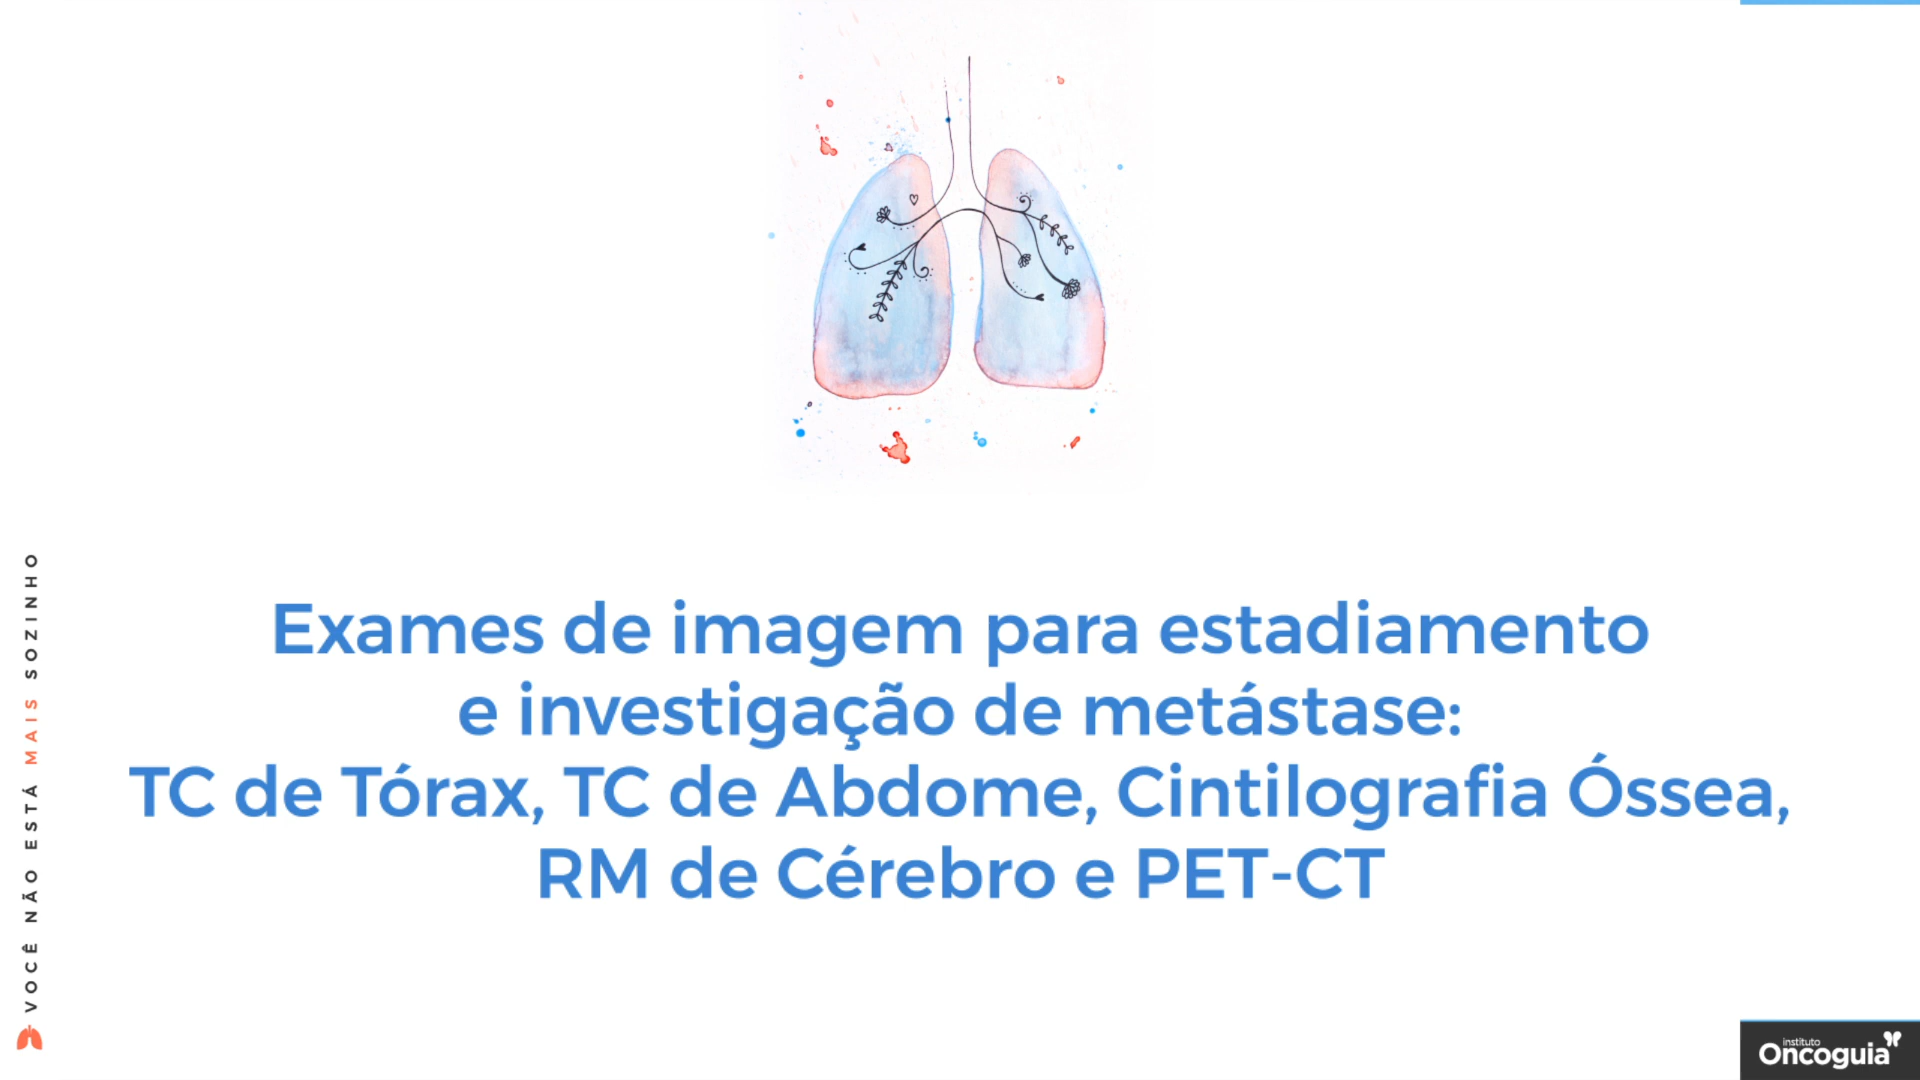 Exames de imagem para estadiamento
e investigação de metástase:
TC de Tórax, TC de Abdome, Cintilografia Óssea,
RM de Cérebro e PET-CT
VOCÊ NÃO ESTÁ MAIS SOZINHO
instituto
Oncoguia